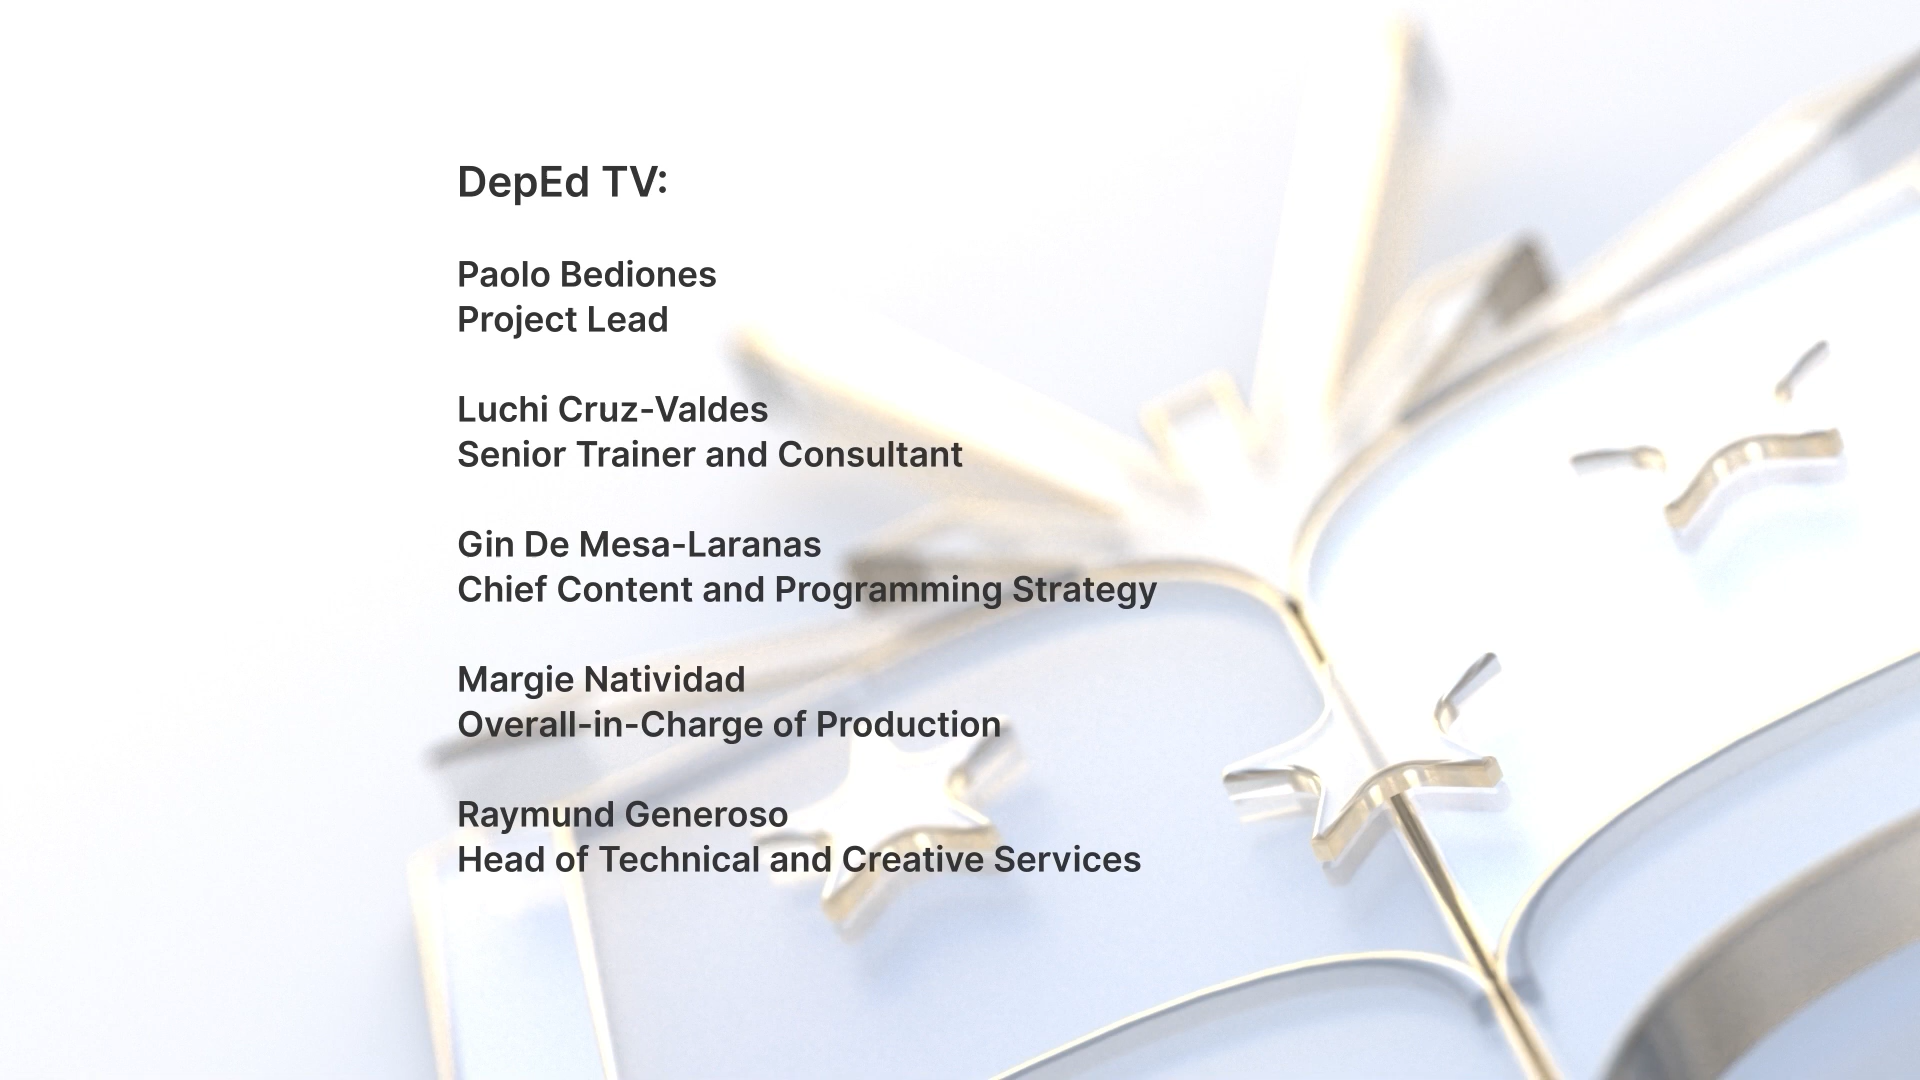 DepEd TV:
Paolo Bediones
Project Lead
Luchi Cruz-Valdes
Senior Trainer and Consultant
Gin De Mesa-Laranas
Chief Content and Programming Strategy
Margie Natividad
Overall-in-Charge of Production
Raymund Generoso
Head of Technical and Creative Services